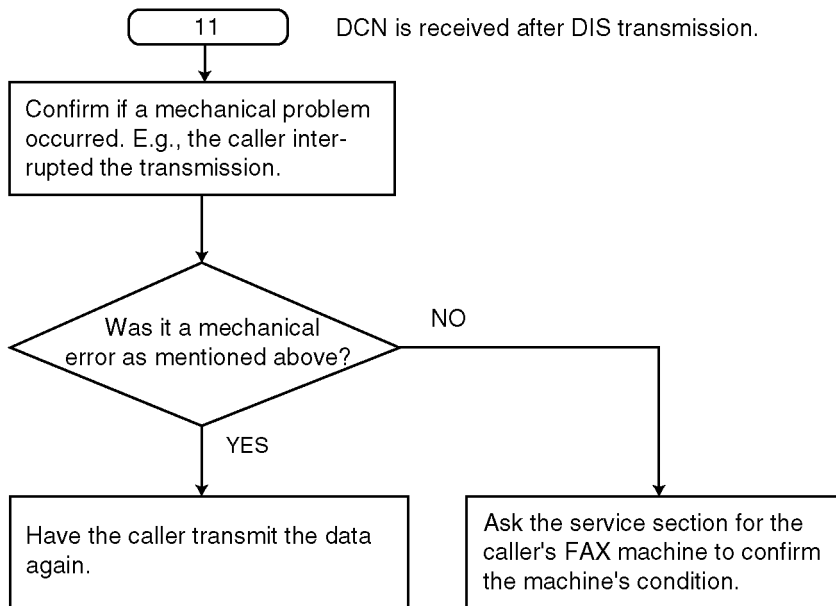 11
DCN is received after DIS transmission.
Confirm if a mechanical problem
occurred. E.g., the caller inter-
rupted the transmission.
Was it a mechanical
error as mentioned above?
NO
YES
Have the caller transmit the data
again.
Ask the service section for the
caller's FAX machine to confirm
the machine's condition.